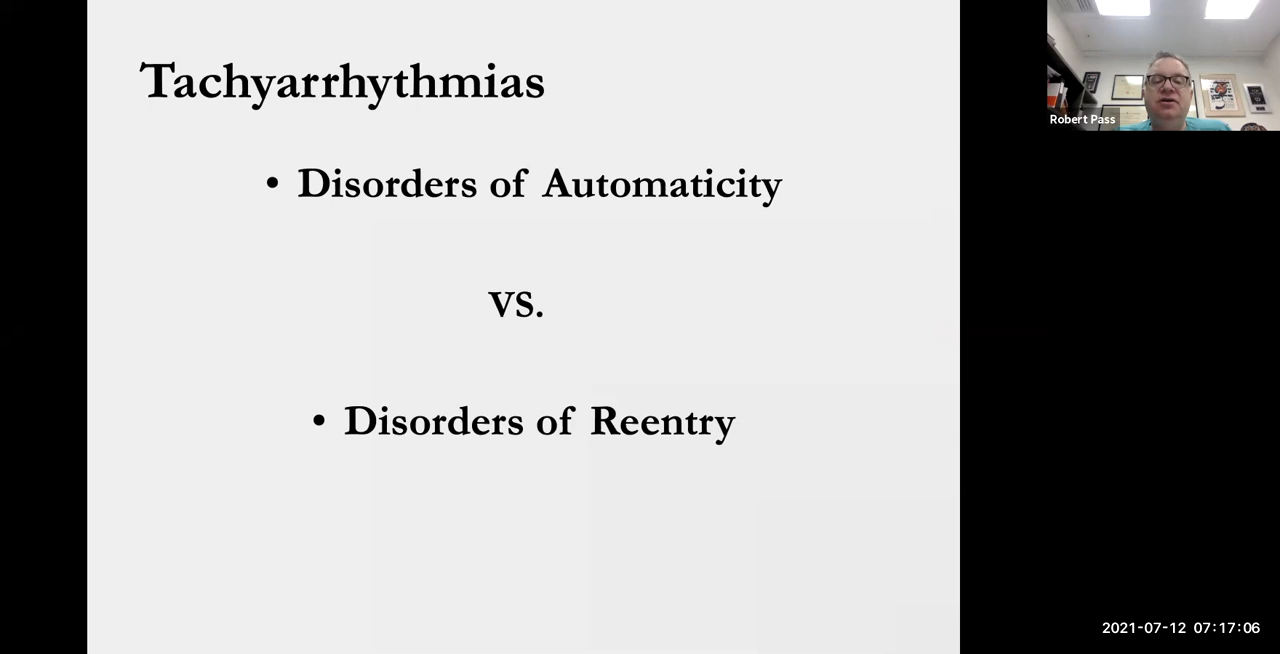 Tachyarrhythmias
• Disorders of Automaticity
vs.
• Disorders of Reentry
Robert Pass
2021-07-12 07:17:06